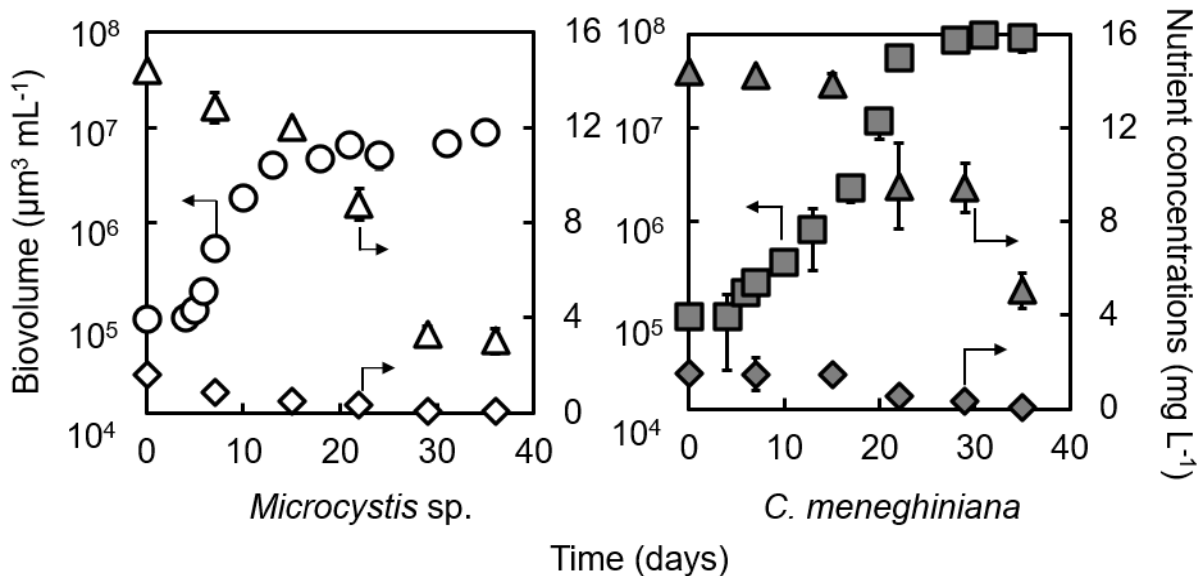 Biovolume (µm³ mL⁻¹)
10⁸
10⁷
10⁶
10⁵
10⁴
16
12
8
4
0
0 10 20 30 40
Microcystis sp.
10⁸
10⁷
10⁶
10⁵
10⁴
16
12
8
4
0
0 10 20 30 40
C. meneghiniana
Nutrient concentrations (mg L⁻¹)
Time (days)